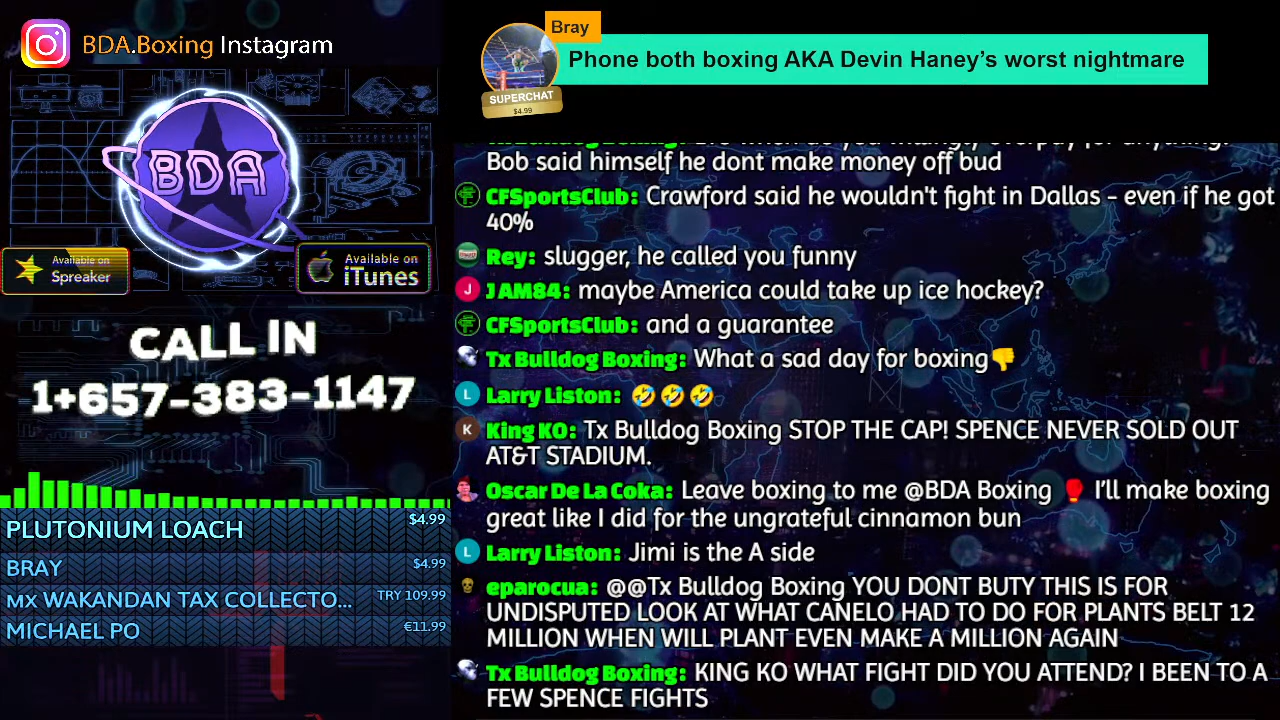 BDA.Boxing Instagram
Bray
Phone both boxing AKA Devin Haney's worst nightmare
SUPERCHAT
$4.99
BDA
Available on
Spreaker
Available on
iTunes
CALL IN
1+657-383-1147
PLUTONIUM LOACH $4.99
BRAY $4.99
MX WAKANDAN TAX COLLECTO... TRY 109.99
MICHAEL PO €11.99
Bob said himself he dont make money off bud
CFSportsClub: Crawford said he wouldn't fight in Dallas - even if he got
40%
Rey: slugger, he called you funny
J AM84: maybe America could take up ice hockey?
CFSportsClub: and a guarantee
Tx Bulldog Boxing: What a sad day for boxing👎
L Larry Liston: 🤣🤣🤣
K King KO: Tx Bulldog Boxing STOP THE CAP! SPENCE NEVER SOLD OUT
AT&T STADIUM.
Oscar De La Coka: Leave boxing to me @BDA Boxing 🥊 I'll make boxing
great like I did for the ungrateful cinnamon bun
L Larry Liston: Jimi is the A side
eparocua: @@Tx Bulldog Boxing YOU DONT BUTY THIS IS FOR
UNDISPUTED LOOK AT WHAT CANELO HAD TO DO FOR PLANTS BELT 12
MILLION WHEN WILL PLANT EVEN MAKE A MILLION AGAIN
Tx Bulldog Boxing: KING KO WHAT FIGHT DID YOU ATTEND? I BEEN TO A
FEW SPENCE FIGHTS